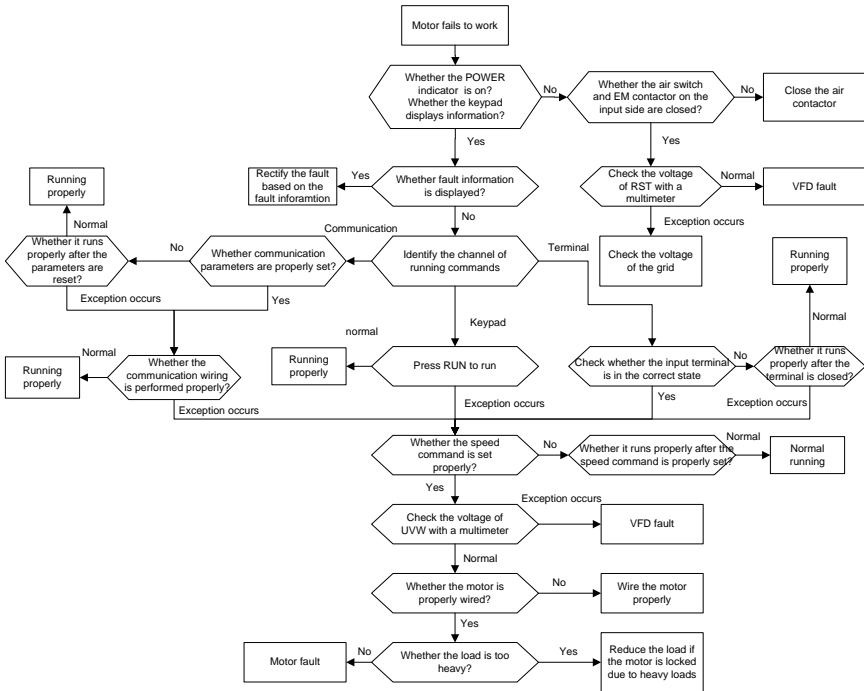 Motor fails to work
Whether the POWER
indicator is on?
Whether the keypad
displays information?
No
Whether the air switch
and EM contactor on the
input side are closed?
No
Close the air
contactor
Yes
Yes
Running
properly
Rectify the fault
based on the
fault inforamtion
Yes
Whether fault information
is displayed?
Check the voltage
of RST with a
multimeter
Normal
VFD fault
Normal
No
Exception occurs
Communication
Whether it runs
properly after the
parameters are
reset?
No
Whether communication
parameters are properly set?
Identify the channel of
running commands
Terminal
Check the voltage
of the grid
Running
properly
Exception occurs
Yes
Keypad
Normal
Running
properly
Normal
Whether the
communication wiring
is performed properly?
normal
Running
properly
Press RUN to run
Check whether the input terminal
is in the correct state
No
Whether it runs
properly after the
terminal is closed?
Exception occurs
Exception occurs
Yes
Exception occurs
Whether the speed
command is set
properly?
No
Whether it runs properly after the
speed command is properly set?
Normal
Normal
running
Yes
Exception occurs
Check the voltage of
UVW with a multimeter
VFD fault
Normal
Whether the motor is
properly wired?
No
Wire the motor
properly
Yes
Motor fault
No
Whether the load is too
heavy?
Yes
Reduce the load if
the motor is locked
due to heavy loads